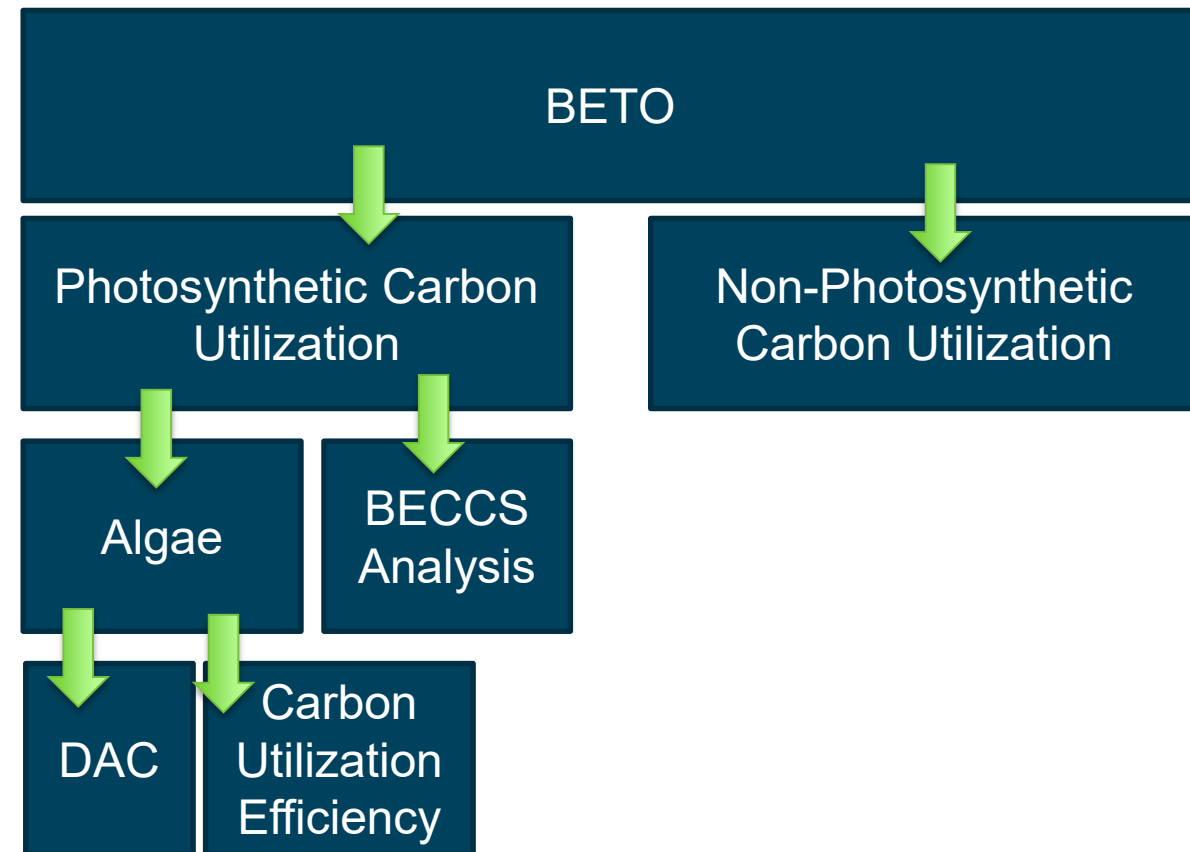 BETO
Photosynthetic Carbon
Utilization
Non-Photosynthetic
Carbon Utilization
Algae
BECCS
Analysis
DAC
Carbon
Utilization
Efficiency